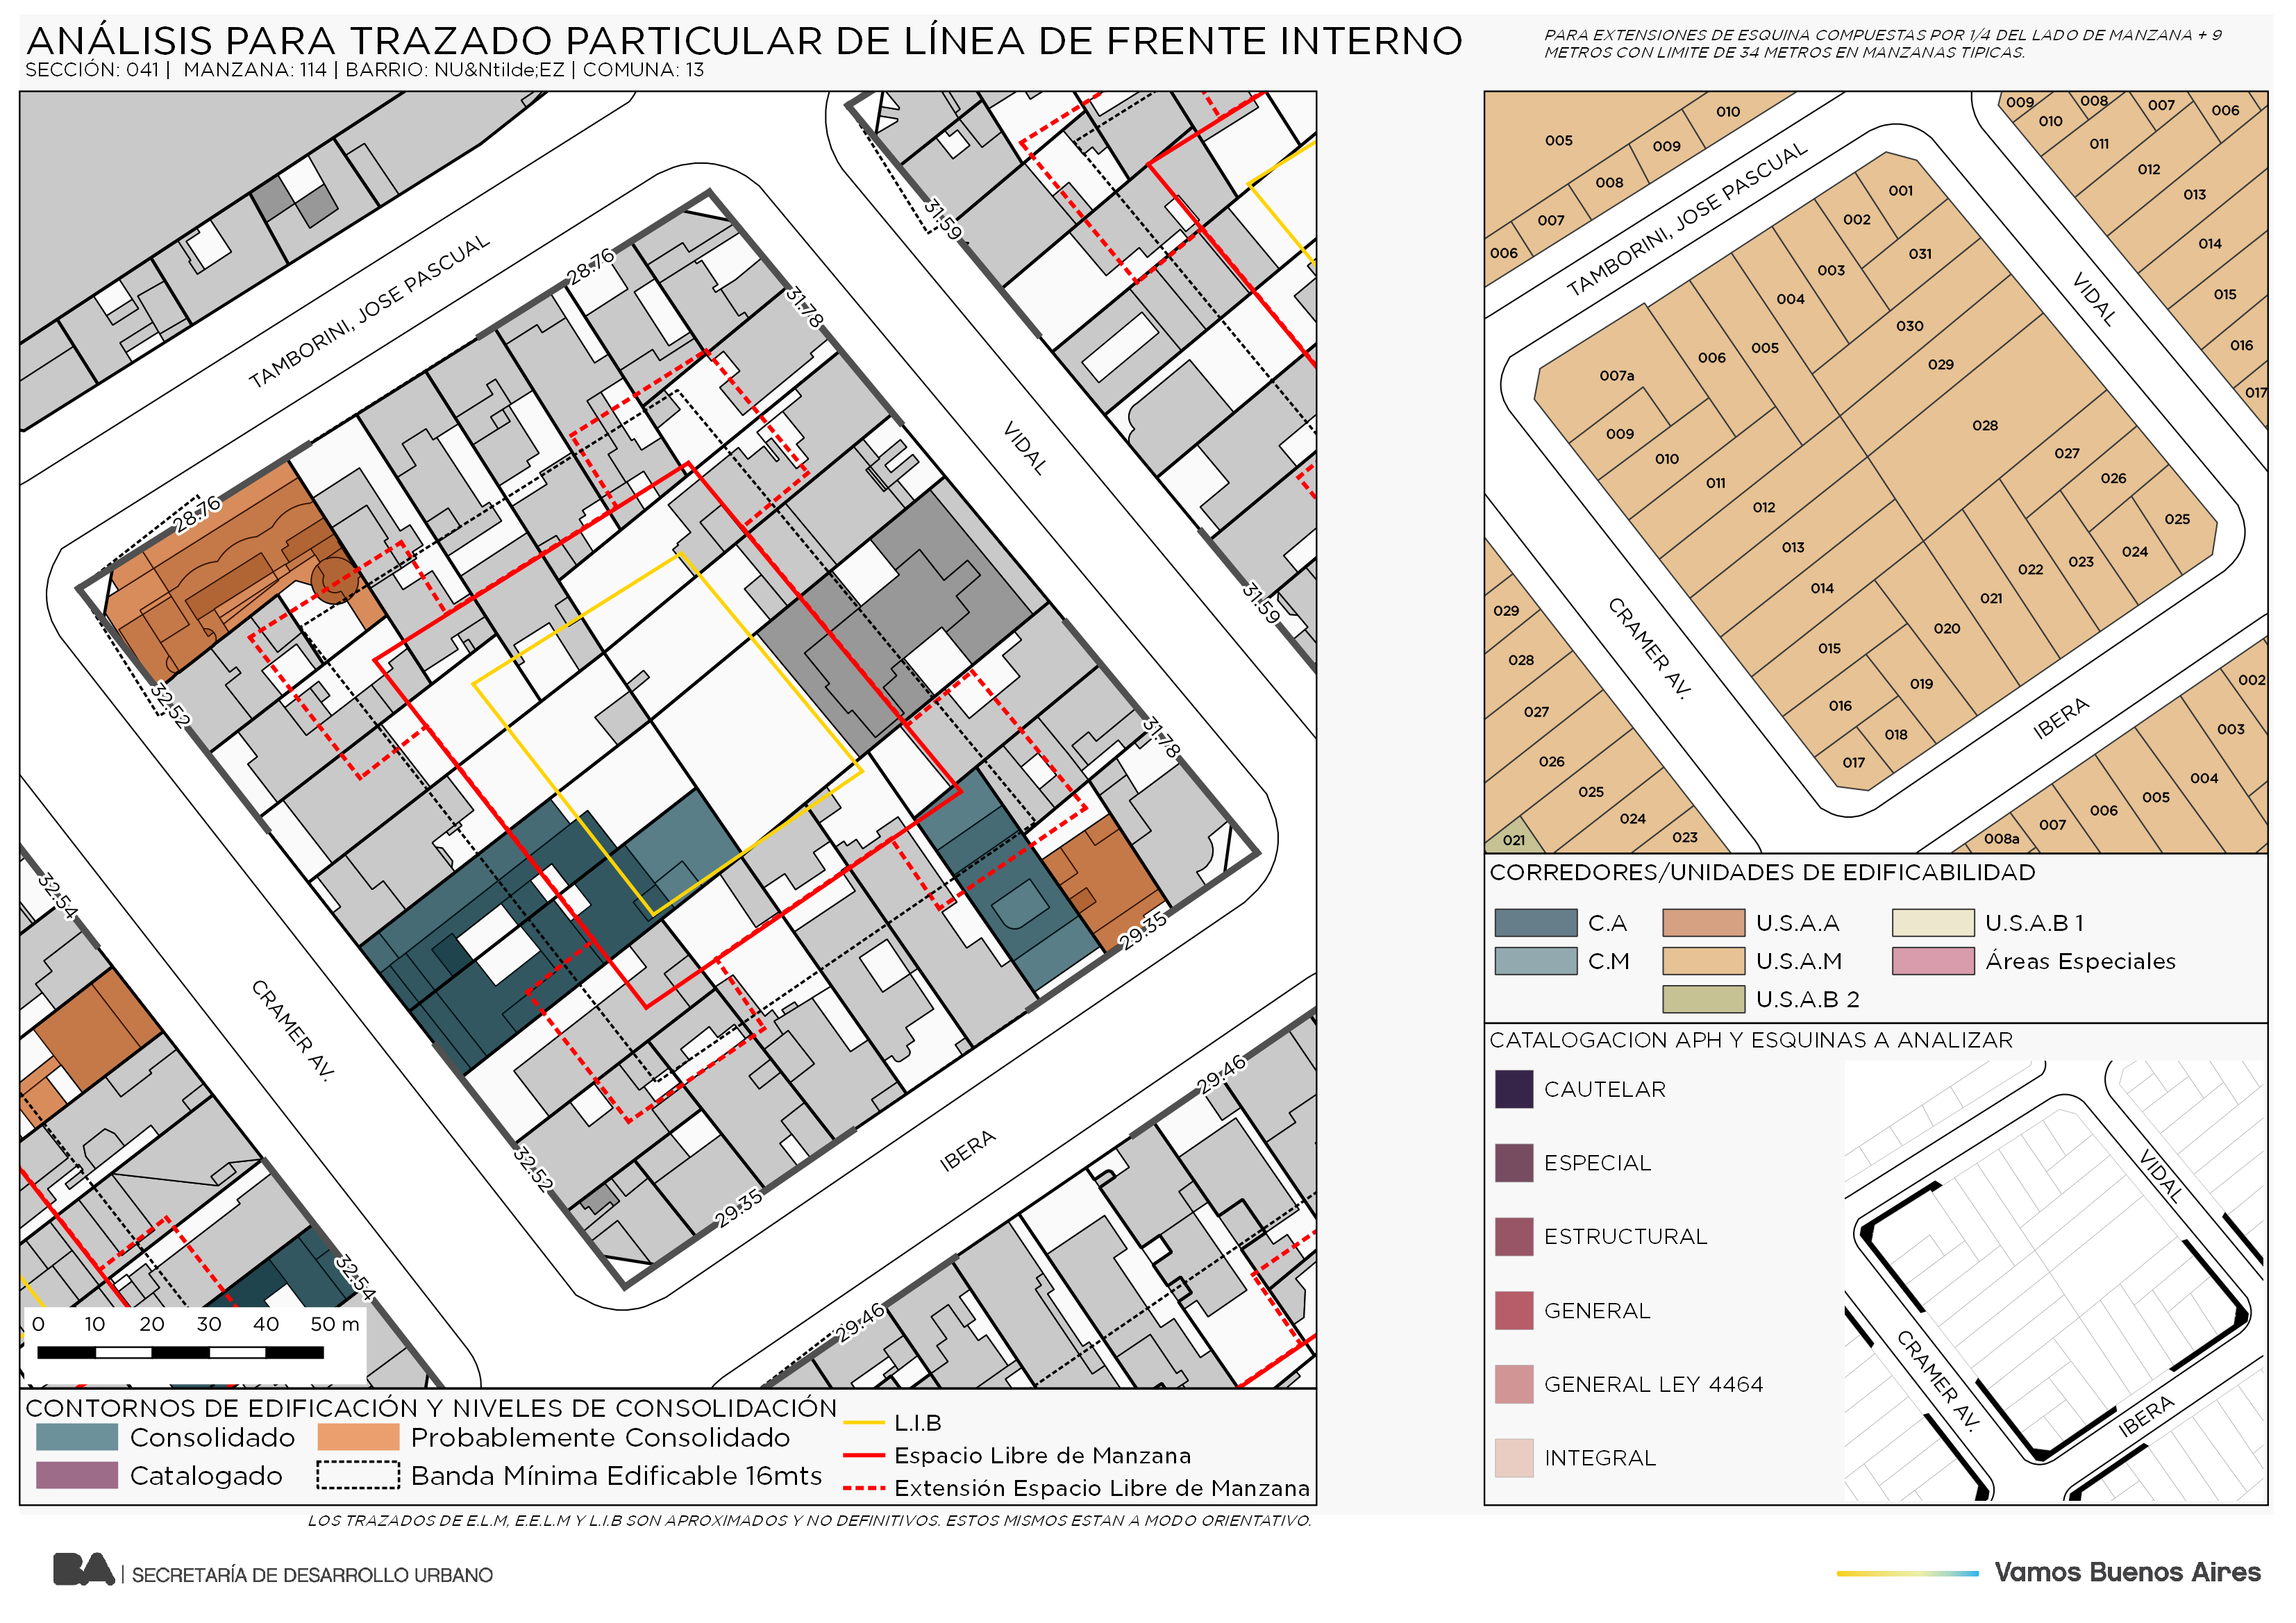 ANÁLISIS PARA TRAZADO PARTICULAR DE LÍNEA DE FRENTE INTERNO
SECCIÓN: 041 | MANZANA: 114 | BARRIO: NU&Ntilde;EZ | COMUNA: 13
PARA EXTENSIONES DE ESQUINA COMPUESTAS POR 1/4 DEL LADO DE MANZANA + 9
METROS CON LIMITE DE 34 METROS EN MANZANAS TIPICAS.
TAMBORINI, JOSE PASCUAL
VIDAL
CRAMER AV.
IBERA
28.76
28.76
31.78
31.78
31.59
31.59
32.52
32.52
29.35
29.35
29.46
29.46
32.54
32.54
0 10 20 30 40 50 m
CONTORNOS DE EDIFICACIÓN Y NIVELES DE CONSOLIDACIÓN
Consolidado
Probablemente Consolidado
Catalogado
Banda Mínima Edificable 16mts
L.I.B
Espacio Libre de Manzana
Extensión Espacio Libre de Manzana
LOS TRAZADOS DE E.L.M, E.E.L.M Y L.I.B SON APROXIMADOS Y NO DEFINITIVOS. ESTOS MISMOS ESTAN A MODO ORIENTATIVO.
TAMBORINI, JOSE PASCUAL
VIDAL
CRAMER AV.
IBERA
005
010
009
008
007
006
009
008
007
006
010
011
012
013
014
015
016
017
001
002
003
004
005
006
007a
009
010
011
012
013
014
015
016
017
018
019
020
021
022
023
024
025
026
027
028
029
030
031
029
028
027
026
025
024
023
021
002
003
004
005
006
007
008a
CORREDORES/UNIDADES DE EDIFICABILIDAD
C.A
U.S.A.A
U.S.A.B 1
C.M
U.S.A.M
Áreas Especiales
U.S.A.B 2
CATALOGACION APH Y ESQUINAS A ANALIZAR
CAUTELAR
ESPECIAL
ESTRUCTURAL
GENERAL
GENERAL LEY 4464
INTEGRAL
VIDAL
CRAMER AV.
IBERA
BA | SECRETARÍA DE DESARROLLO URBANO
Vamos Buenos Aires